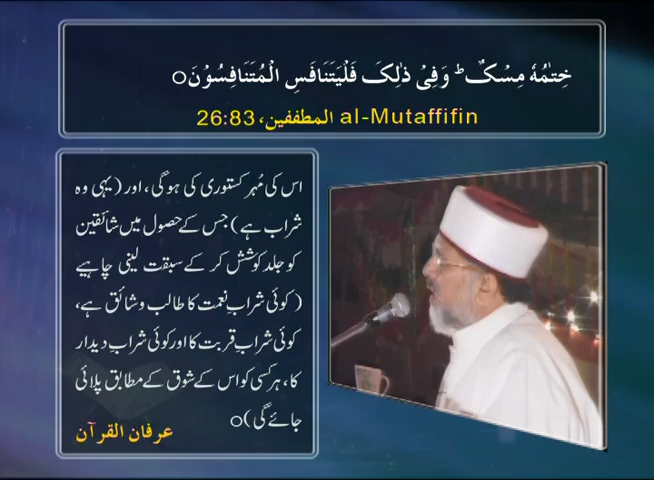 خِتٰمُهٗ مِسْکٌ ؕ وَفِیْ ذٰلِکَ فَلْیَتَنَافَسِ الْمُتَنَافِسُوْنَ○
al-Mutaffifin المطففين، 26:83
اس کی مُہر کستوری کی ہوگی، اور (یہی وہ
شراب ہے) جس کے حصول میں شائقین
کو جلد کوشش کر کے سبقت لینی چاہیے
(کوئی شرابِ نعمت کا طالب و شائق ہے،
کوئی شرابِ قربت کا اور کوئی شرابِ دیدار
کا، ہر کسی کو اس کے شوق کے مطابق پلائی
جائے گی)○
عرفان القرآن